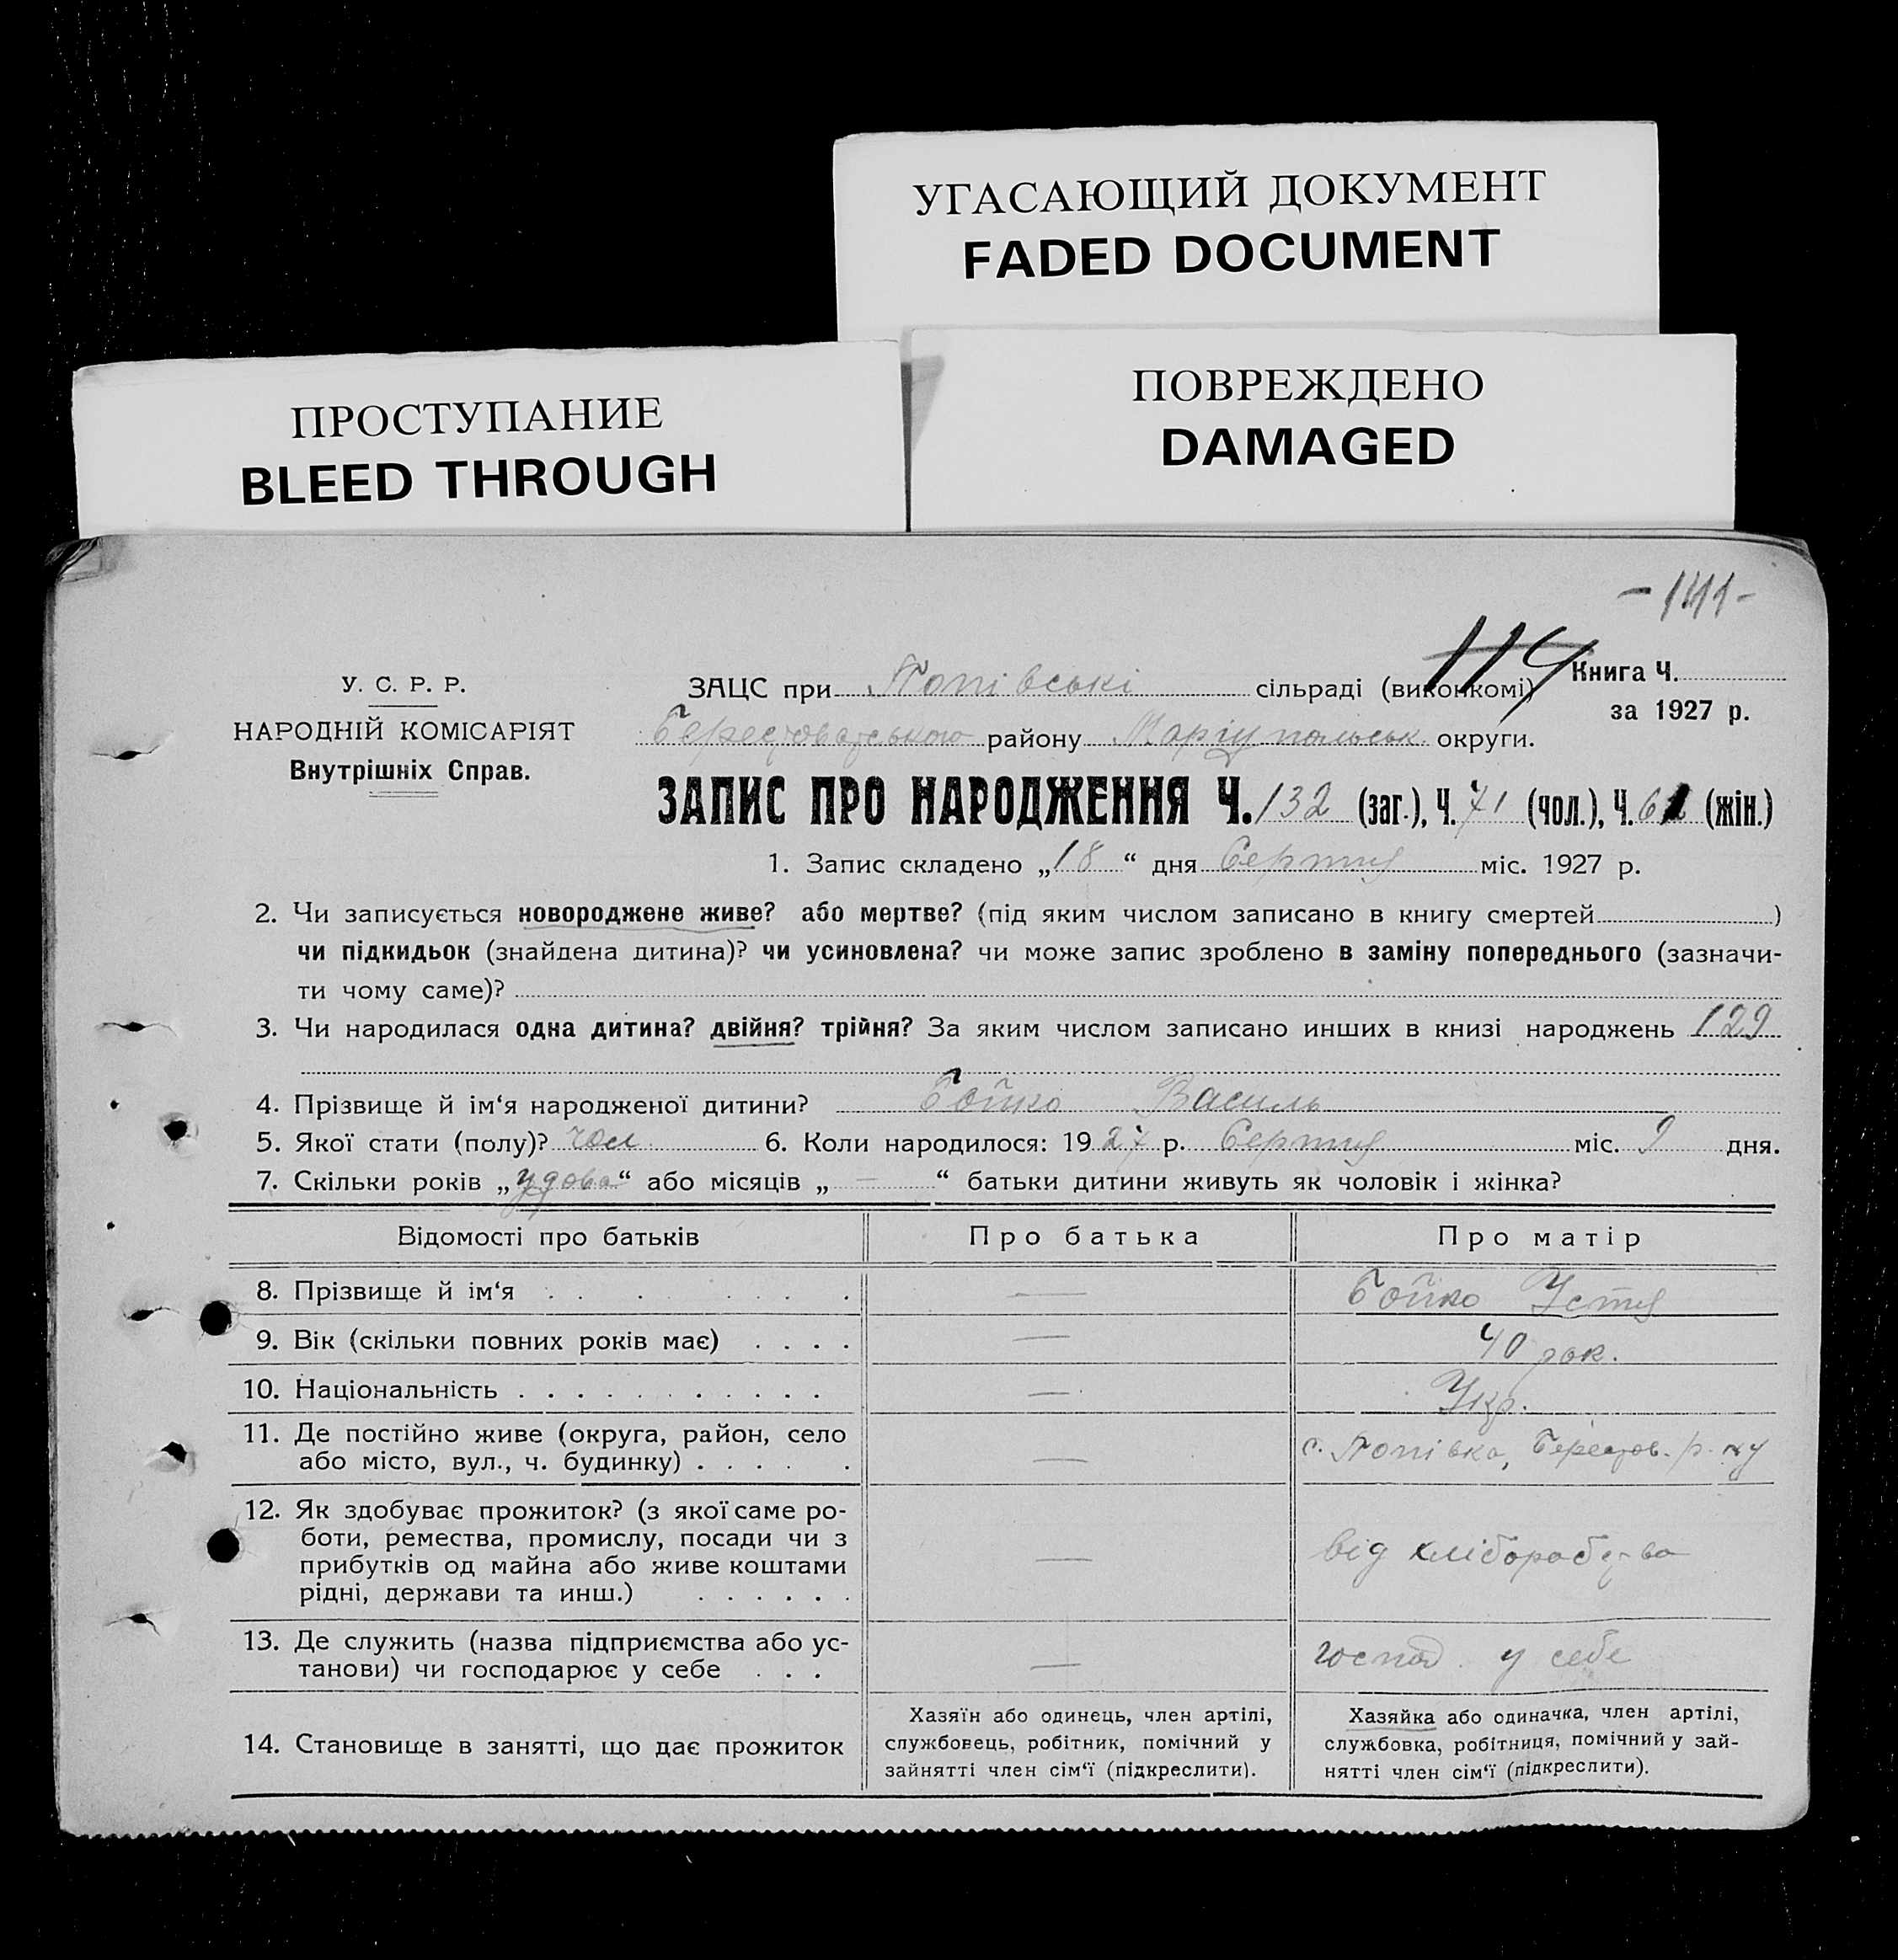 УГАСАЮЩИЙ ДОКУМЕНТ
FADED DOCUMENT
ПРОСТУПАНИЕ
BLEED THROUGH
ПОВРЕЖДЕНО
DAMAGED
-141-
114
У. С. Р. Р.
НАРОДНІЙ КОМІСАРІЯТ
Внутрішніх Справ.
Книга Ч.
за 1927 р.
ЗАЦС при Попівські сільраді (виконкомі)
Берестоватського району Маріупольськ. округи.
ЗАПИС ПРО НАРОДЖЕННЯ Ч. 132 (заг.), Ч. 71 (чол.), Ч. 61 (жін.)
1. Запис складено „18“ дня Серпня міс. 1927 р.
2. Чи записується новороджене живе? або мертве? (під яким числом записано в книгу смертей )
чи підкидьок (знайдена дитина)? чи усиновлена? чи може запис зроблено в заміну попереднього (зазначи-
ти чому саме)?
3. Чи народилася одна дитина? двійня? трійня? За яким числом записано инших в книзі народжень 129
4. Прізвище й ім‘я народженої дитини? Бойко Василь
5. Якої стати (полу)? чол. 6. Коли народилося: 1927 р. Серпня міс. 9 дня.
7. Скільки років „удова“ або місяців „ — “ батьки дитини живуть як чоловік і жінка?
Відомості про батьків Про батька Про матір
8. Прізвище й ім‘я . . . . . . . — Бойко Устя
9. Вік (скільки повних років має) . . . . — 40 рок.
10. Національність . . . . . . . . . . . — Укр.
11. Де постійно живе (округа, район, село
або місто, вул., ч. будинку) . . . . . — с. Попівка, Берестов. р-ну
12. Як здобуває прожиток? (з якої саме ро-
боти, ремества, промислу, посади чи з
прибутків од майна або живе коштами
рідні, держави та инш.) . . . . . . — від хліборобства
13. Де служить (назва підприємства або ус-
танови) чи господарює у себе . . . — господ. у себе
14. Становище в занятті, що дає прожиток
Хазяїн або одинець, член артілі,
службовець, робітник, помічний у
зайнятті член сім‘ї (підкреслити).
Хазяйка або одиначка, член артілі,
службовка, робітниця, помічний у зай-
нятті член сім‘ї (підкреслити).